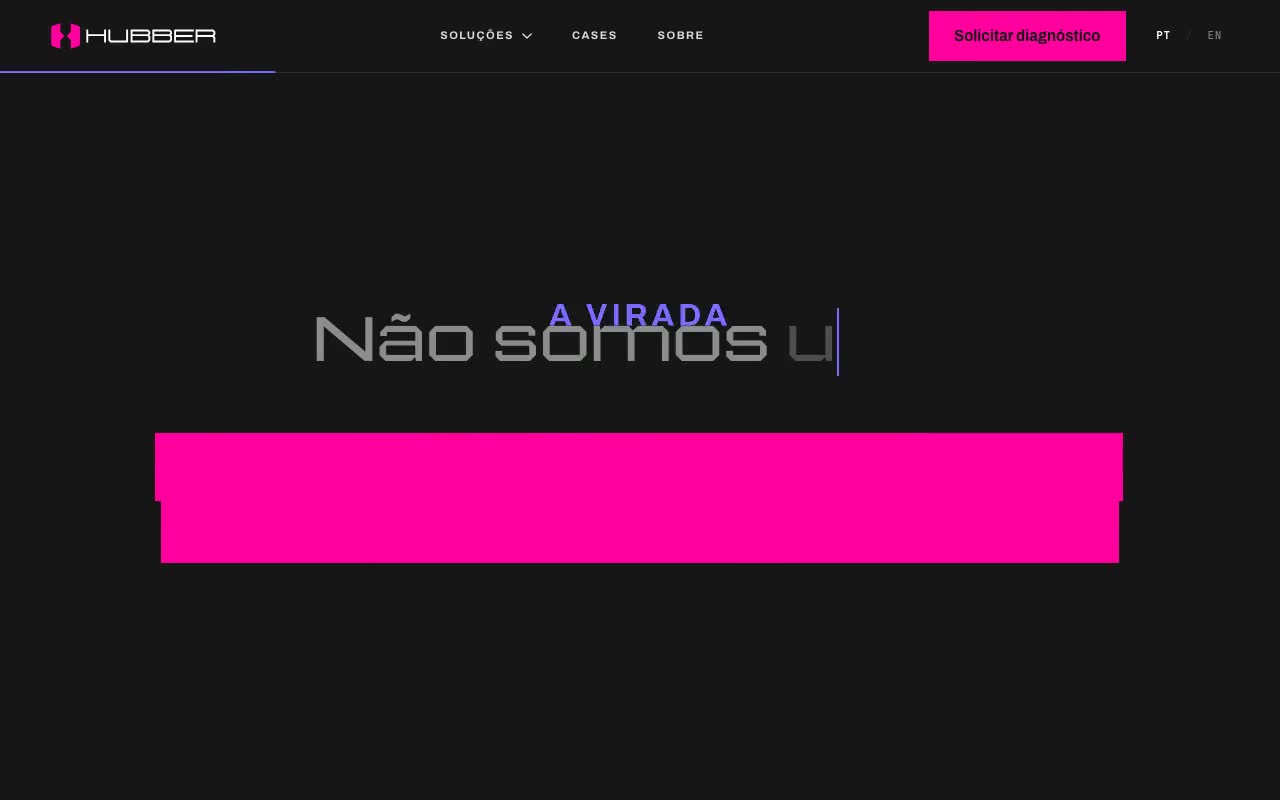 HUBBER
SOLUÇÕES
CASES
SOBRE
Solicitar diagnóstico
PT / EN
A VIRADA
Não somos u